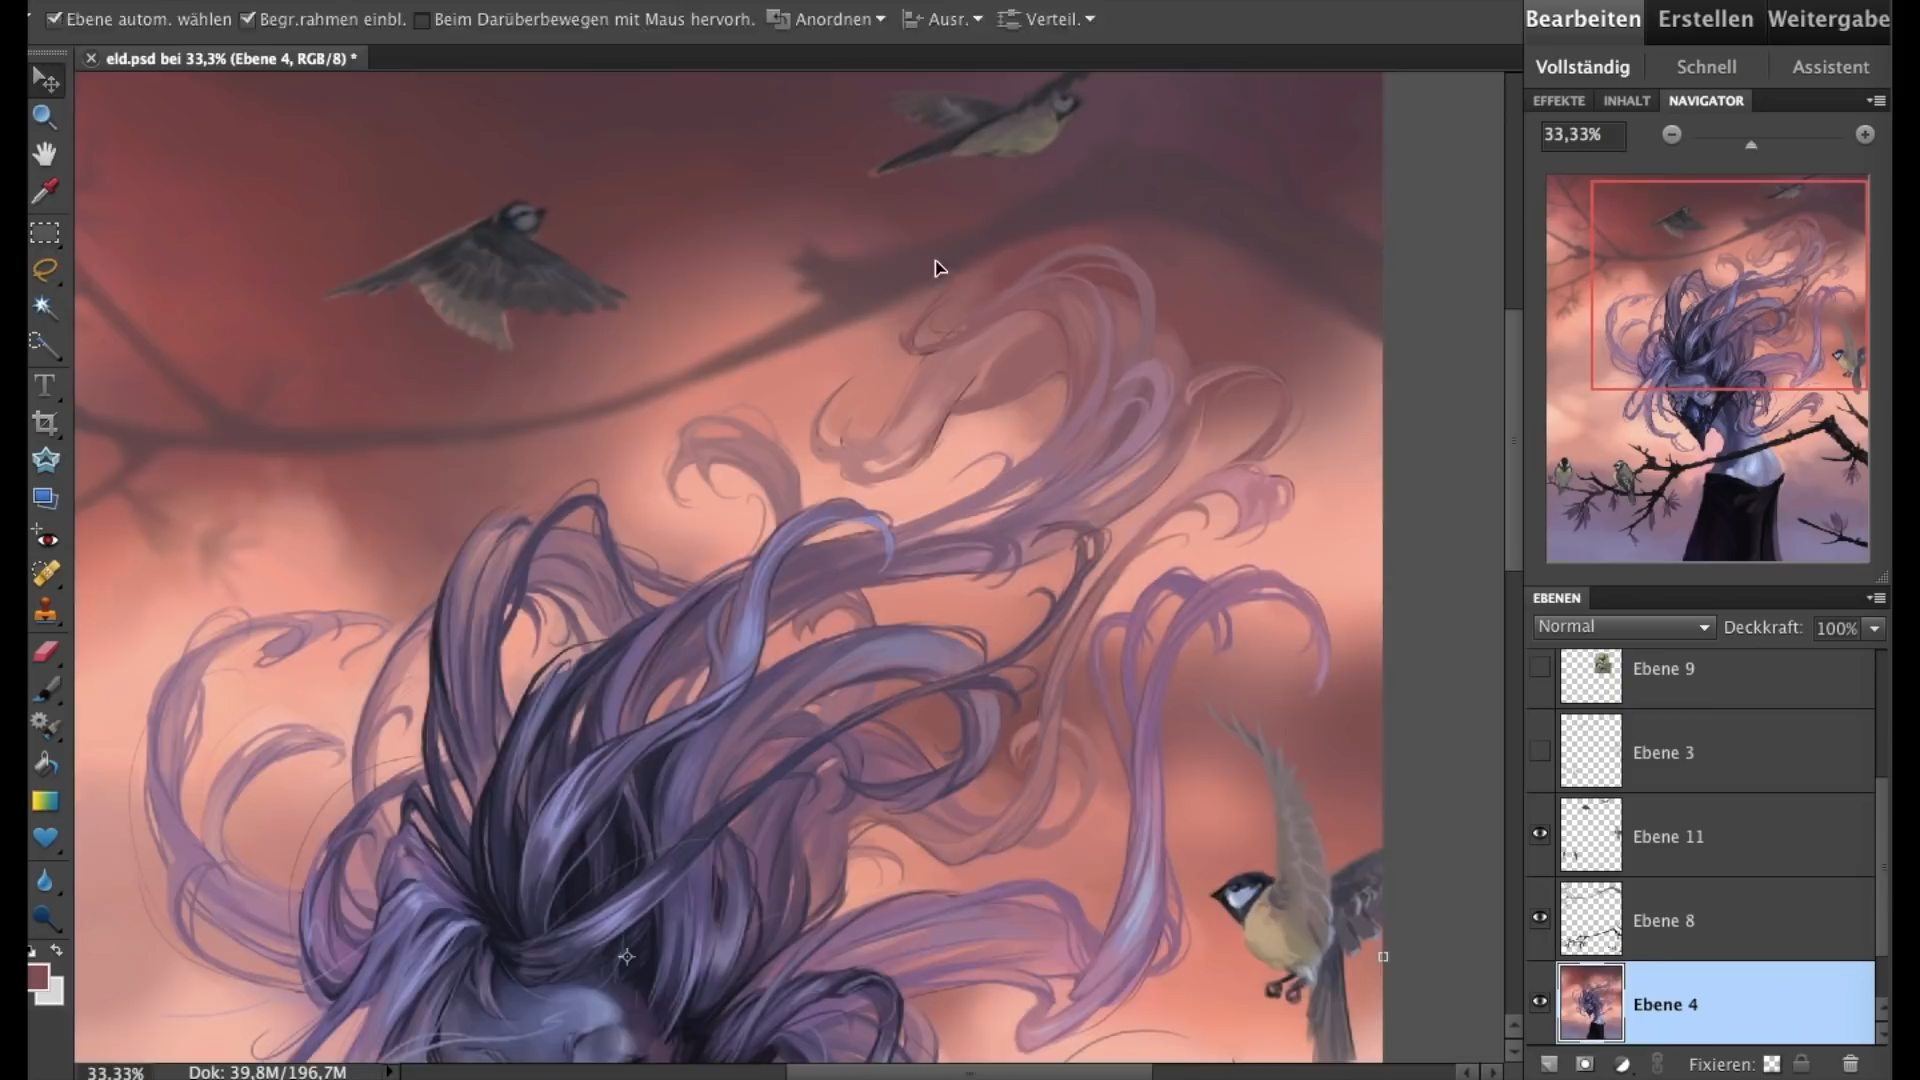 Ebene autom. wählen Begr.rahmen einbl. Beim Darüberbewegen mit Maus hervorh. Anordnen Ausr. Verteil.
Bearbeiten Erstellen Weitergabe
eld.psd bei 33,3% (Ebene 4, RGB/8) *
Vollständig Schnell Assistent
EFFEKTE INHALT NAVIGATOR
33,33%
EBENEN
Normal Deckkraft: 100%
Ebene 9
Ebene 3
Ebene 11
Ebene 8
Ebene 4
Fixieren:
33,33% Dok: 39,8M/196,7M